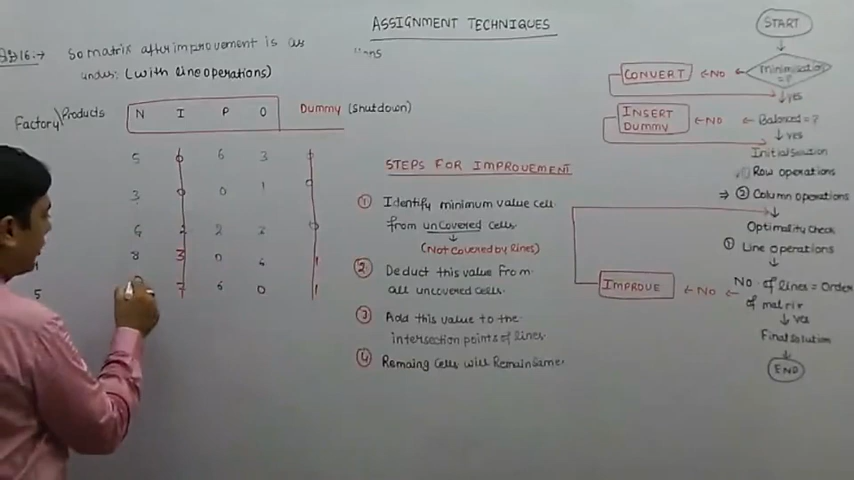 ASSIGNMENT TECHNIQUES
So matrix after improvement is as
under: (with line operations)
Factory\Products N I P O Dummy (shutdown)
5 0 6 3
3 0 0 1 0
6 2 2 2 0
8 3 0 6 1
5 7 6 0 1
STEPS FOR IMPROVEMENT
① Identify minimum value cell
from uncovered cells
(Not covered by lines)
② Deduct this value from
all uncovered cells.
③ Add this value to the
intersection points of lines.
④ Remaing cells will Remain same.
START
Minimisation
=?
NO
CONVERT
yes
Balanced = ?
NO
INSERT
DUMMY
yes
Initial solution
① Row operations
② Column operations
Optimality check
① Line operations
No. of lines = Order
of matrix
NO
IMPROVE
yes
Final solution
END